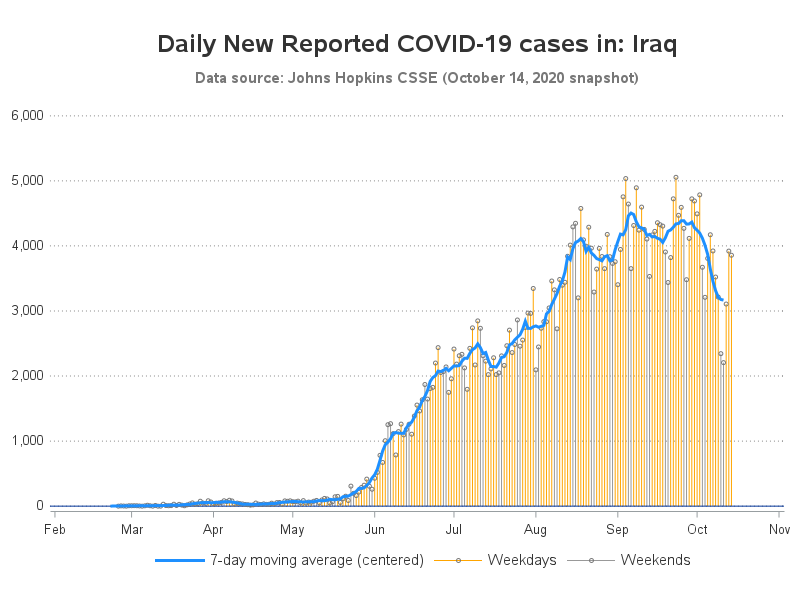 Daily New Reported COVID-19 cases in: Iraq
Data source: Johns Hopkins CSSE (October 14, 2020 snapshot)
6,000
5,000
4,000
3,000
2,000
1,000
0
Feb Mar Apr May Jun Jul Aug Sep Oct Nov
7-day moving average (centered) Weekdays Weekends